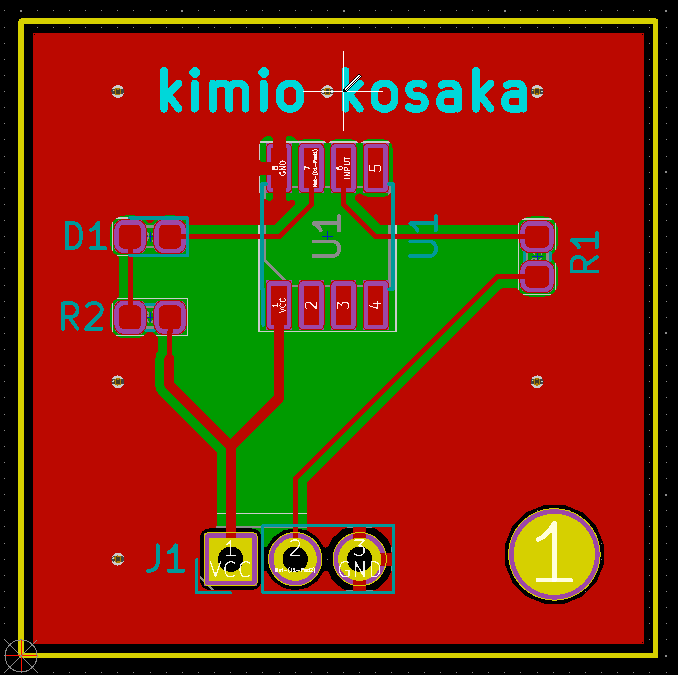 kimio kosaka
8
GND
7
6
INPUT
5
D1
U1
U1
R1
R2
1
VCC
2
3
4
J1
1
VCC
2
3
GND
1